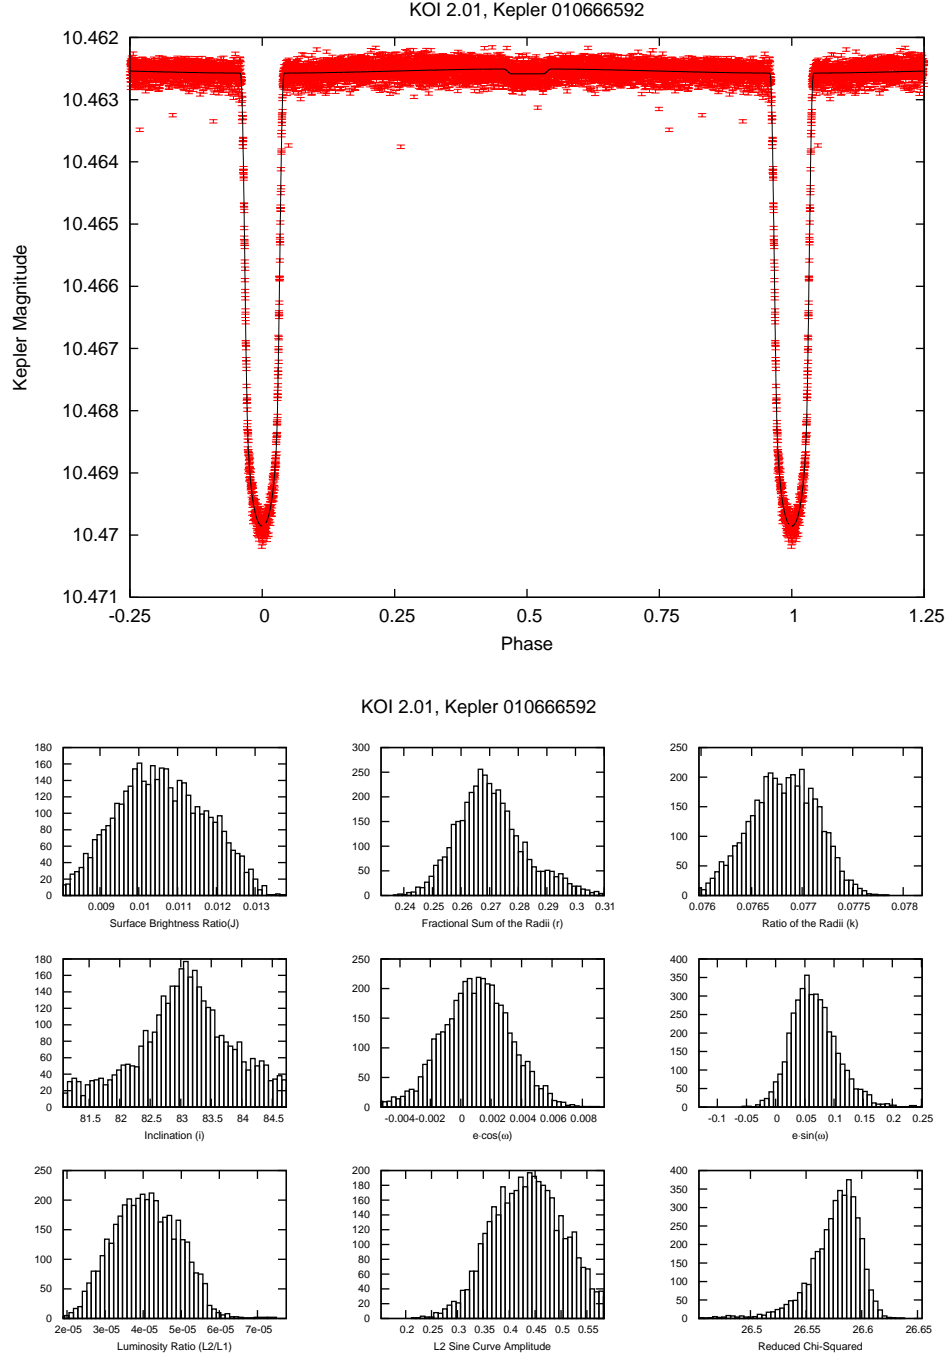 KOI 2.01, Kepler 010666592
10.462
10.463
10.464
10.465
10.466
10.467
10.468
10.469
10.47
10.471
Kepler Magnitude
-0.25 0 0.25 0.5 0.75 1 1.25
Phase
KOI 2.01, Kepler 010666592
180 160 140 120 100 80 60 40 20 0
0.009 0.01 0.011 0.012 0.013
Surface Brightness Ratio(J)
300 250 200 150 100 50 0
0.24 0.25 0.26 0.27 0.28 0.29 0.3 0.31
Fractional Sum of the Radii (r)
250 200 150 100 50 0
0.076 0.0765 0.077 0.0775 0.078
Ratio of the Radii (k)
180 160 140 120 100 80 60 40 20 0
81.5 82 82.5 83 83.5 84 84.5
Inclination (i)
250 200 150 100 50 0
-0.004 -0.002 0 0.002 0.004 0.006 0.008
e·cos(ω)
400 350 300 250 200 150 100 50 0
-0.1 -0.05 0 0.05 0.1 0.15 0.2 0.25
e·sin(ω)
250 200 150 100 50 0
2e-05 3e-05 4e-05 5e-05 6e-05 7e-05
Luminosity Ratio (L2/L1)
200 180 160 140 120 100 80 60 40 20 0
0.2 0.25 0.3 0.35 0.4 0.45 0.5 0.55
L2 Sine Curve Amplitude
400 350 300 250 200 150 100 50 0
26.5 26.55 26.6 26.65
Reduced Chi-Squared